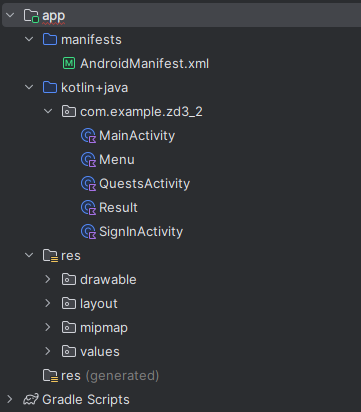 app
manifests
AndroidManifest.xml
kotlin+java
com.example.zd3_2
MainActivity
Menu
QuestsActivity
Result
SignInActivity
res
drawable
layout
mipmap
values
res (generated)
Gradle Scripts